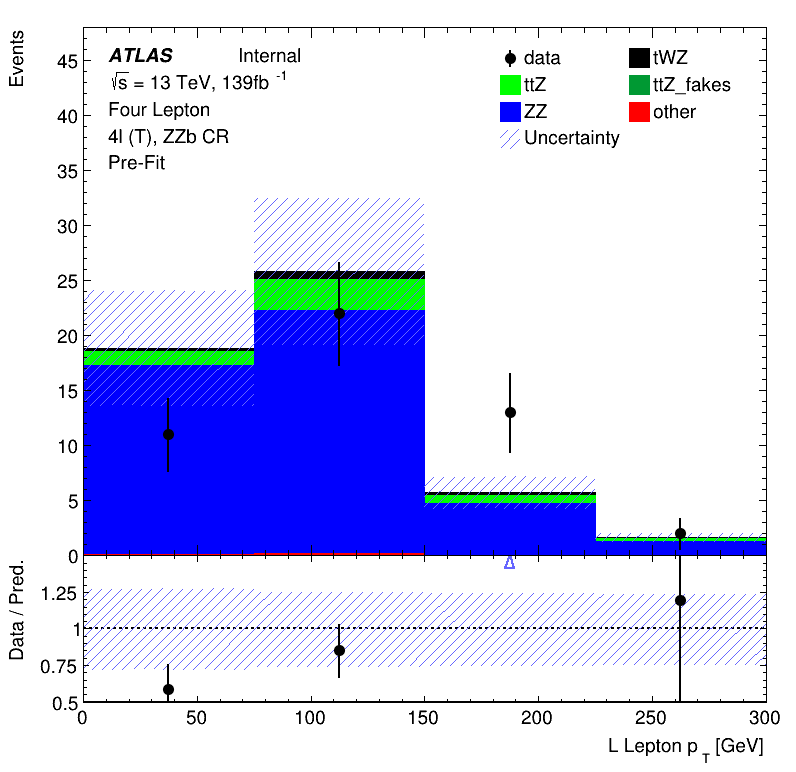 Events
45
40
35
30
25
20
15
10
5
0
ATLAS Internal
√s = 13 TeV, 139fb -1
Four Lepton
4l (T), ZZb CR
Pre-Fit
data
tWZ
ttZ
ttZ_fakes
ZZ
other
Uncertainty
Data / Pred.
1.25
1
0.75
0.5
0 50 100 150 200 250 300
L Lepton p T [GeV]